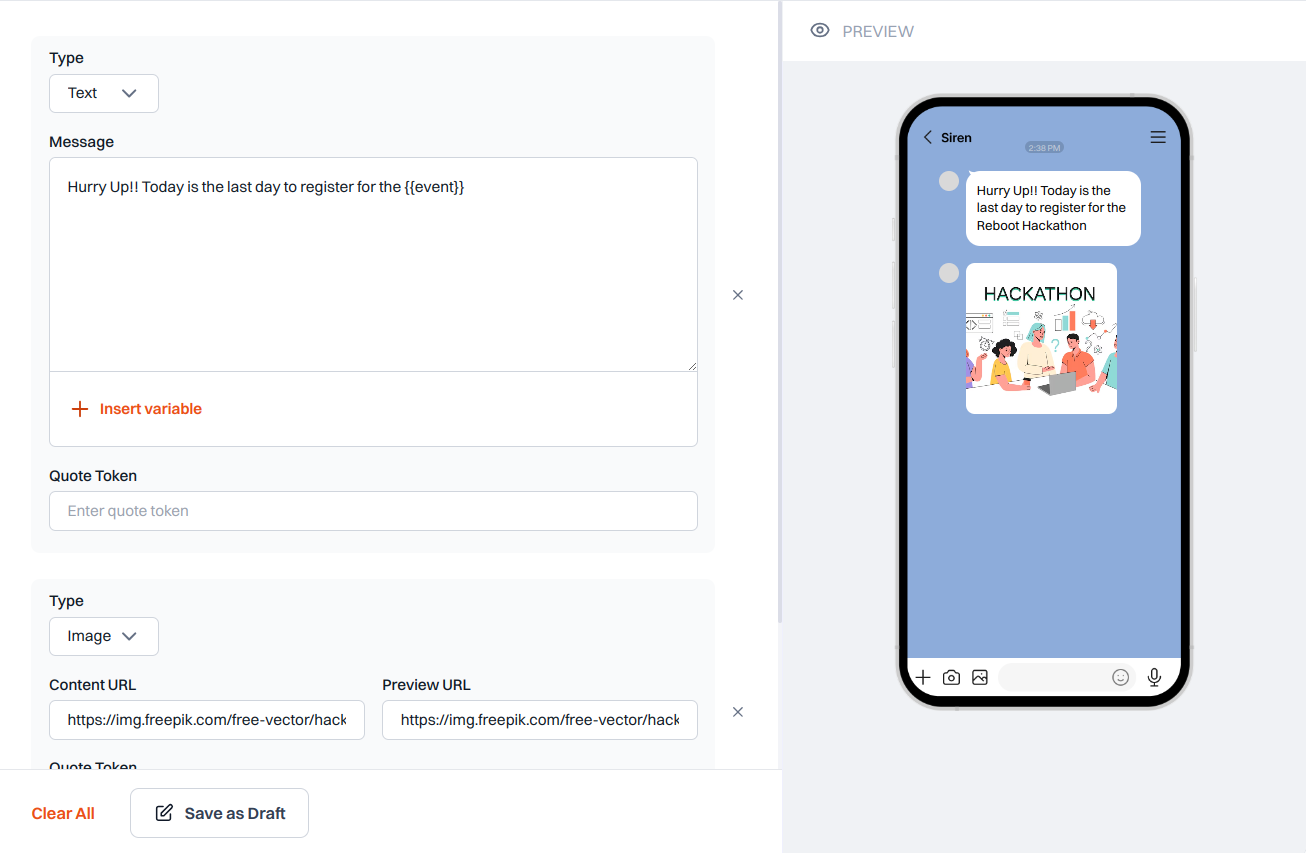 Type
Text
Message
Hurry Up!! Today is the last day to register for the {{event}}
Insert variable
Quote Token
Enter quote token
Type
Image
Content URL
Preview URL
https://img.freepik.com/free-vector/hack
https://img.freepik.com/free-vector/hack
Quote Token
Clear All
Save as Draft
PREVIEW
Siren
2:38 PM
Hurry Up!! Today is the
last day to register for the
Reboot Hackathon
HACKATHON